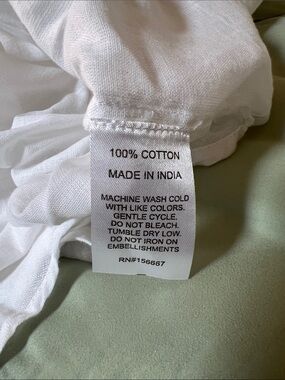 100% COTTON
MADE IN INDIA
MACHINE WASH COLD
WITH LIKE COLORS.
GENTLE CYCLE.
DO NOT BLEACH.
TUMBLE DRY LOW.
DO NOT IRON ON
EMBELLISHMENTS
RN#156667